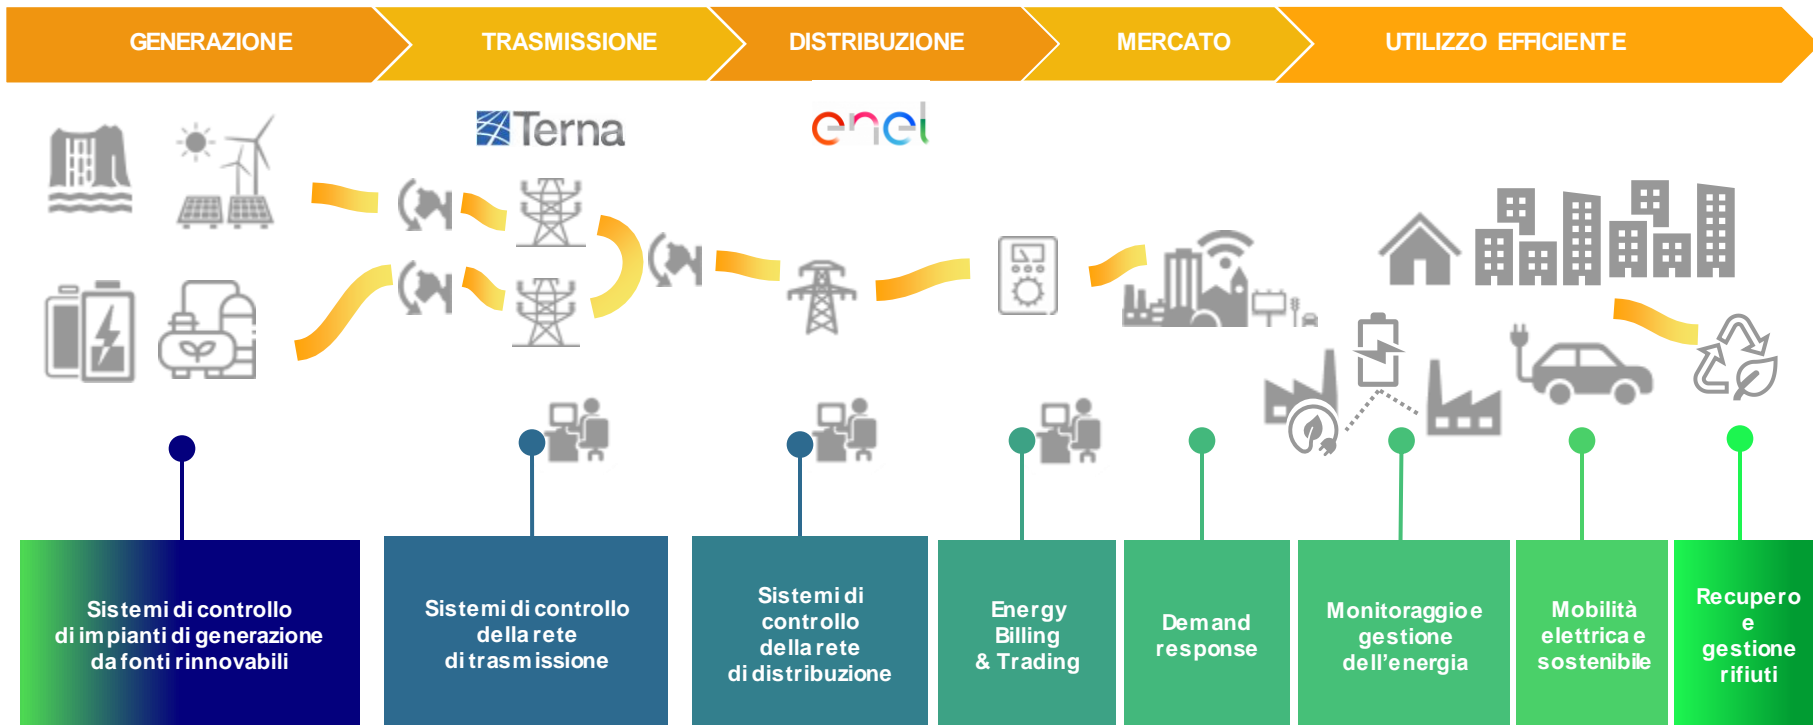 GENERAZIONE
TRASMISSIONE
DISTRIBUZIONE
MERCATO
UTILIZZO EFFICIENTE
Terna
enel
Sistemi di controllo
di impianti di generazione
da fonti rinnovabili
Sistemi di controllo
della rete
di trasmissione
Sistemi di
controllo
della rete
di distribuzione
Energy
Billing
& Trading
Demand
response
Monitoraggio e
gestione
dell'energia
Mobilità
elettrica e
sostenibile
Recupero
e
gestione
rifiuti